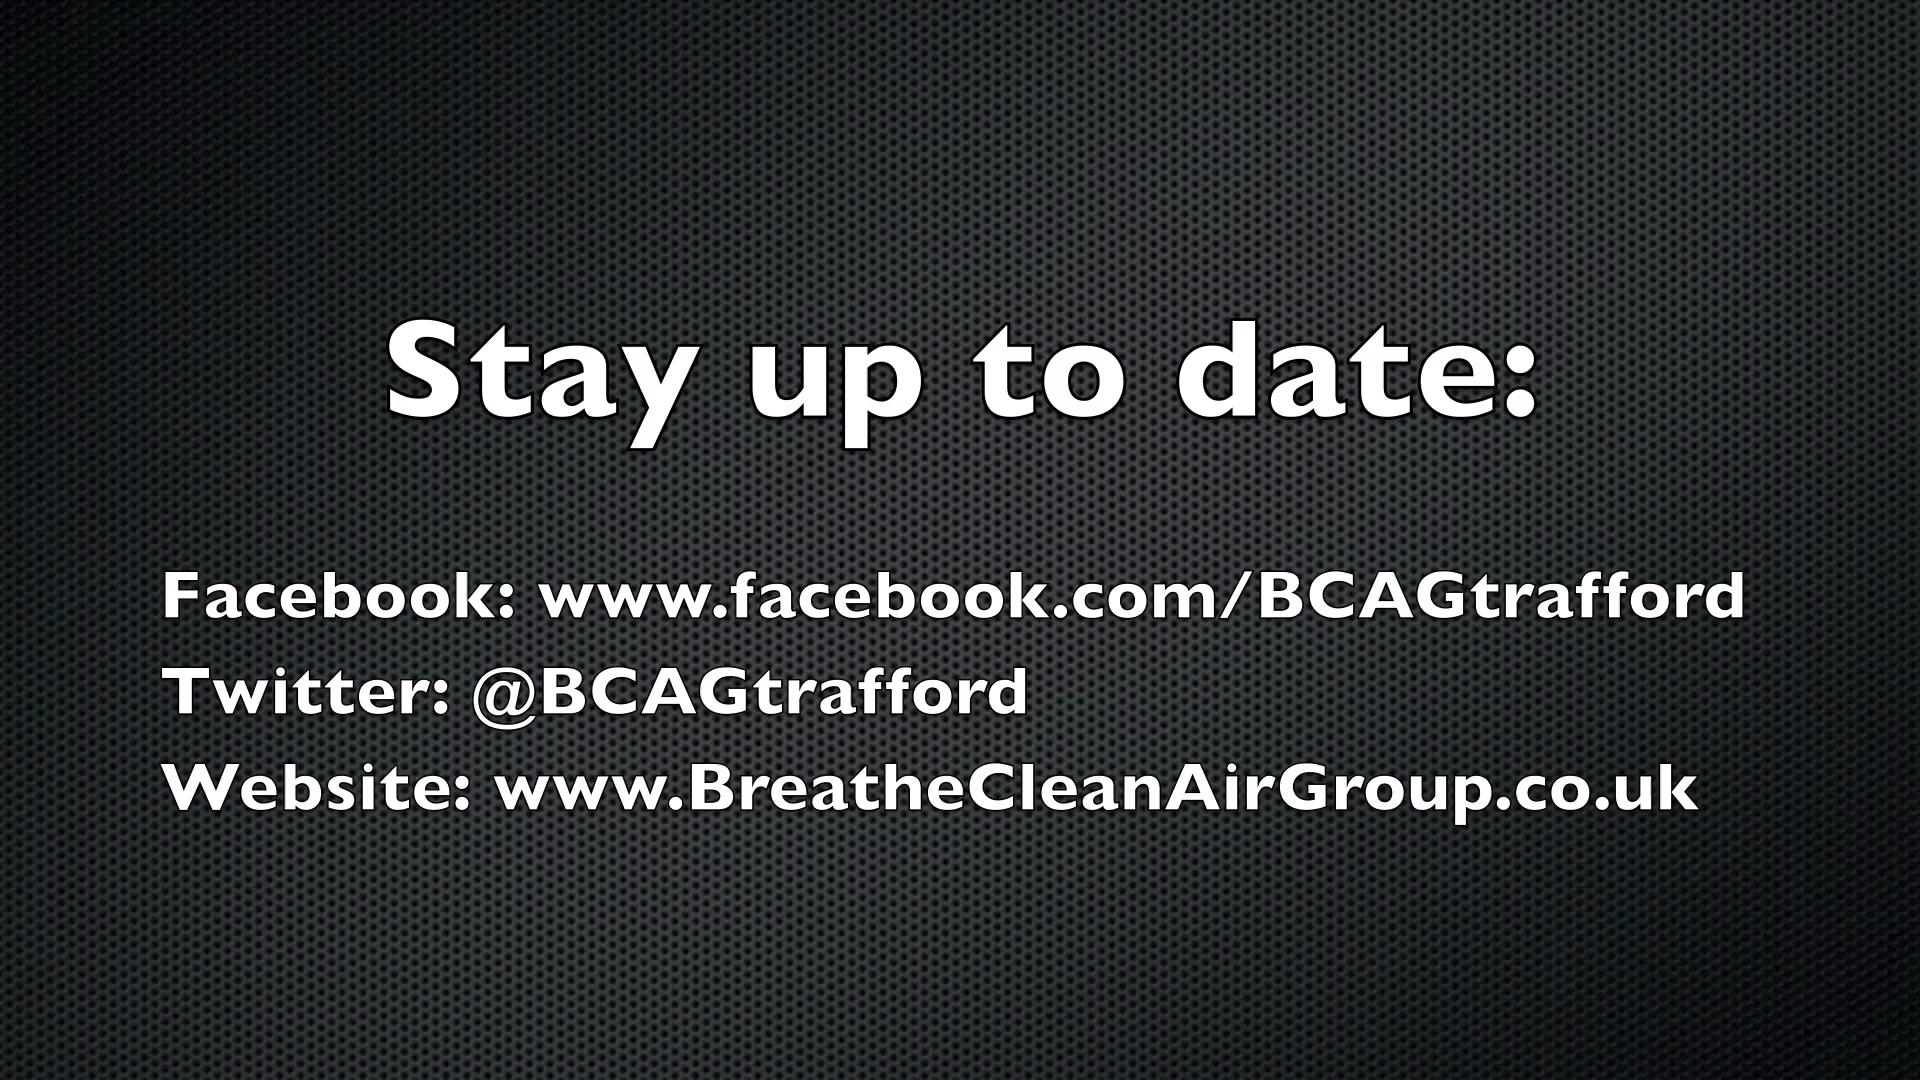 Stay up to date:
Facebook: www.facebook.com/BCAGtrafford
Twitter: @BCAGtrafford
Website: www.BreatheCleanAirGroup.co.uk